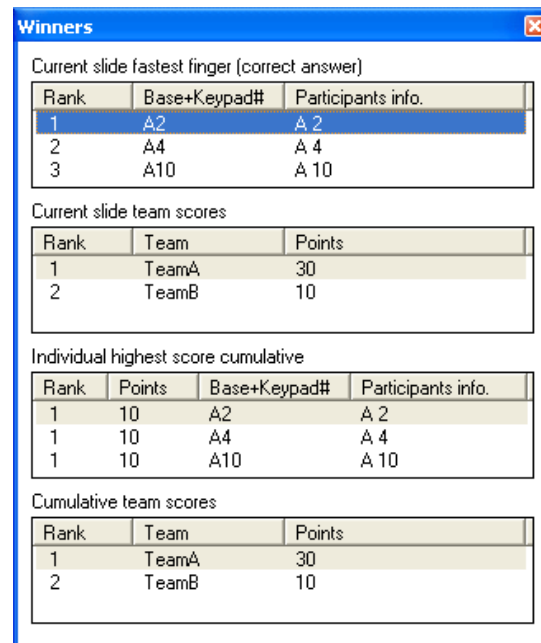 Winners
Current slide fastest finger (correct answer)
Rank Base+Keypad# Participants info.
1 A2 A 2
2 A4 A 4
3 A10 A 10
Current slide team scores
Rank Team Points
1 TeamA 30
2 TeamB 10
Individual highest score cumulative
Rank Points Base+Keypad# Participants info.
1 10 A2 A 2
1 10 A4 A 4
1 10 A10 A 10
Cumulative team scores
Rank Team Points
1 TeamA 30
2 TeamB 10